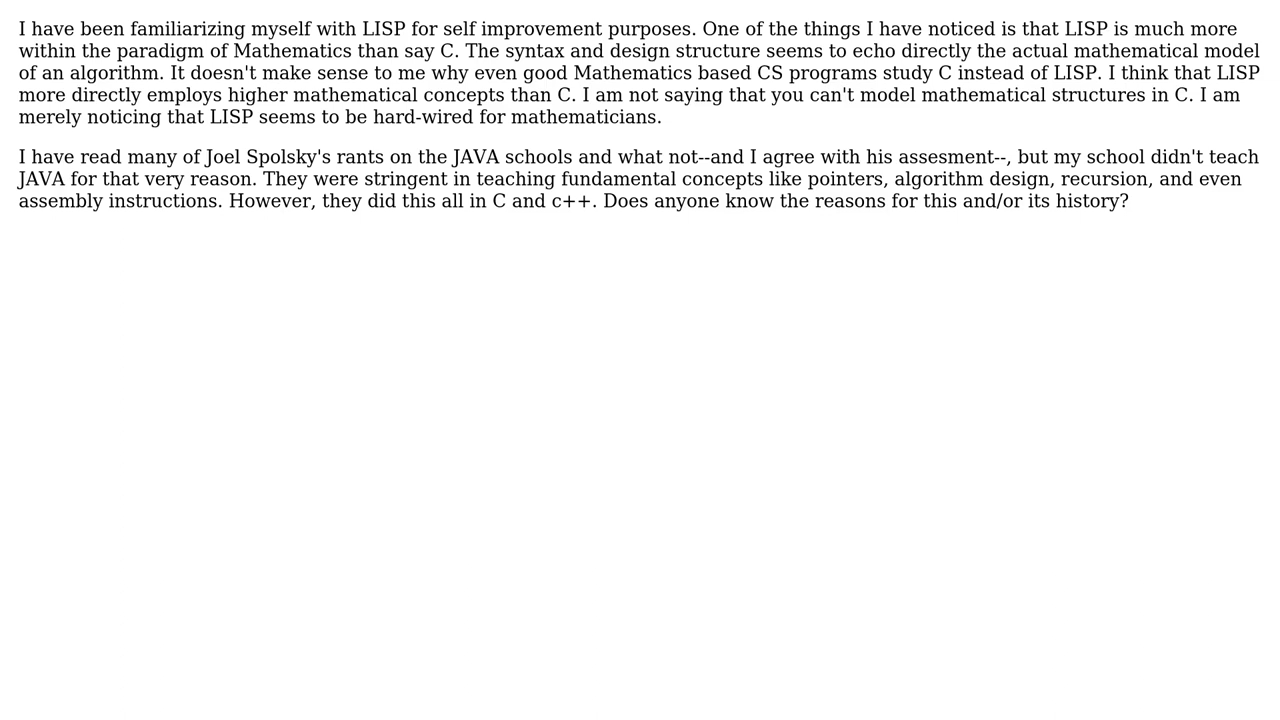 I have been familiarizing myself with LISP for self improvement purposes. One of the things I have noticed is that LISP is much more
within the paradigm of Mathematics than say C. The syntax and design structure seems to echo directly the actual mathematical model
of an algorithm. It doesn't make sense to me why even good Mathematics based CS programs study C instead of LISP. I think that LISP
more directly employs higher mathematical concepts than C. I am not saying that you can't model mathematical structures in C. I am
merely noticing that LISP seems to be hard-wired for mathematicians.
I have read many of Joel Spolsky's rants on the JAVA schools and what not--and I agree with his assesment--, but my school didn't teach
JAVA for that very reason. They were stringent in teaching fundamental concepts like pointers, algorithm design, recursion, and even
assembly instructions. However, they did this all in C and c++. Does anyone know the reasons for this and/or its history?